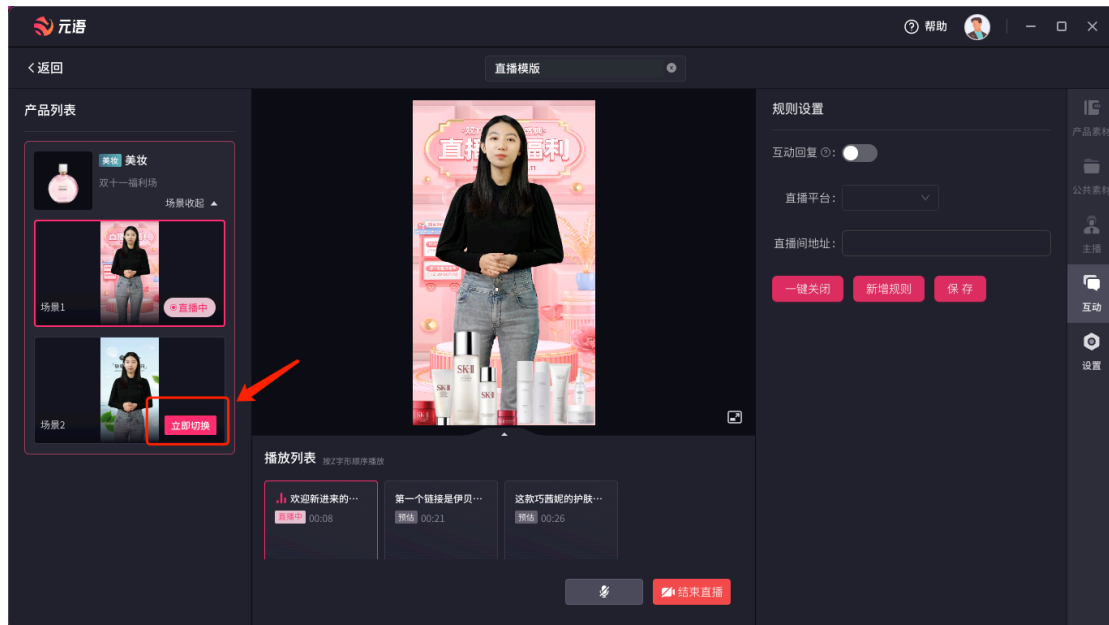 元语
帮助
返回
直播模版
产品列表
美妆 美妆
双十一福利场
场景收起
场景1
直播中
场景2
立即切换
直播
福利
SK-II
SK-II
SK-II
播放列表 按Z字形顺序播放
欢迎新进来的…
直播中 00:08
第一个链接是伊贝…
预估 00:21
这款巧茜妮的护肤…
预估 00:26
结束直播
规则设置
互动回复 ?:
直播平台:
直播间地址:
一键关闭
新增规则
保存
产品素材
公共素材
主播
互动
设置